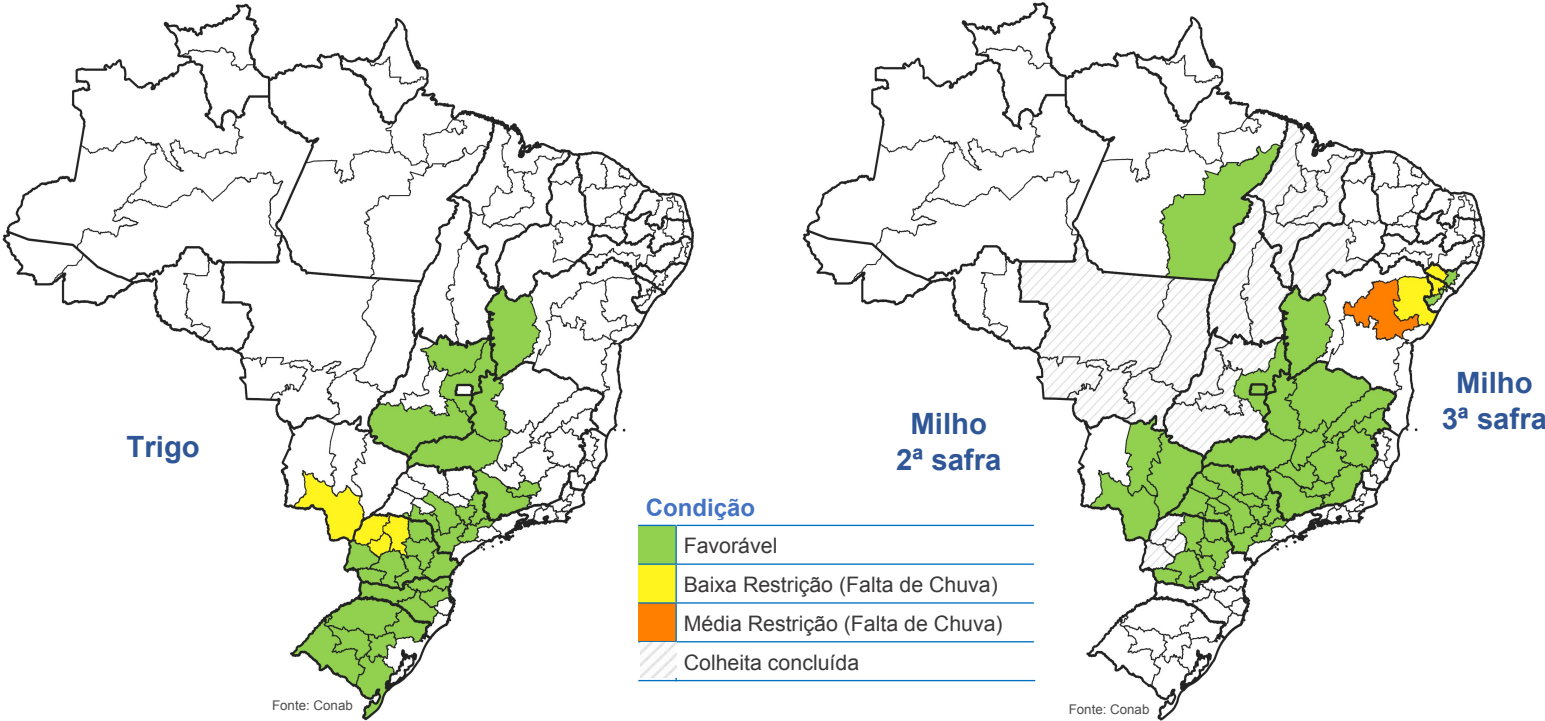 Trigo
Fonte: Conab
Milho
2ª safra
Milho
3ª safra
Condição
Favorável
Baixa Restrição (Falta de Chuva)
Média Restrição (Falta de Chuva)
Colheita concluída
Fonte: Conab